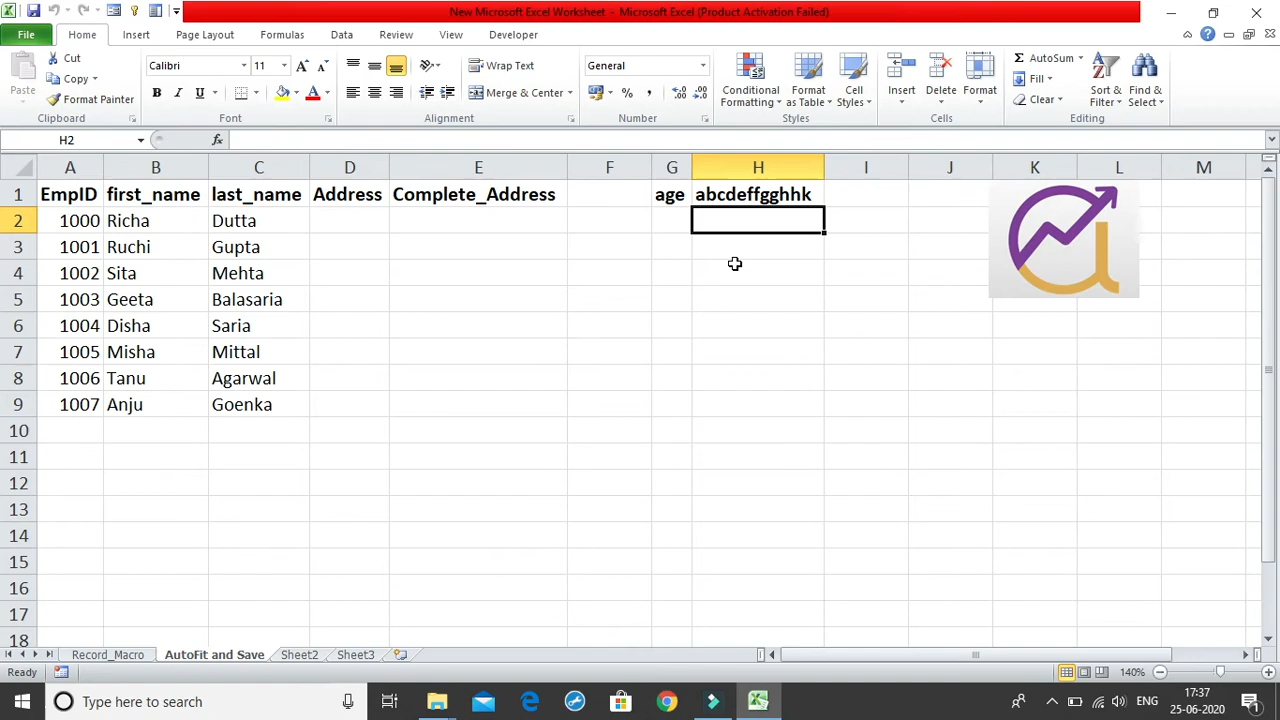 New Microsoft Excel Worksheet - Microsoft Excel (Product Activation Failed)
File Home Insert Page Layout Formulas Data Review View Developer
Paste Cut Copy Format Painter Clipboard
Calibri 11 B I U A A A Font
Wrap Text Merge & Center Alignment
General % , Number
Conditional Formatting Format as Table Cell Styles Styles
Insert Delete Format Cells
AutoSum Fill Clear Sort & Filter Find & Select Editing
H2 fx
A B C D E F G H I J K L M
1 EmpID first_name last_name Address Complete_Address age abcdeffgghhk
2 1000 Richa Dutta
3 1001 Ruchi Gupta
4 1002 Sita Mehta
5 1003 Geeta Balasaria
6 1004 Disha Saria
7 1005 Misha Mittal
8 1006 Tanu Agarwal
9 1007 Anju Goenka
10
11
12
13
14
15
16
17
18
Record_Macro AutoFit and Save Sheet2 Sheet3
Ready 140%
Type here to search ENG 17:37
25-06-2020 1